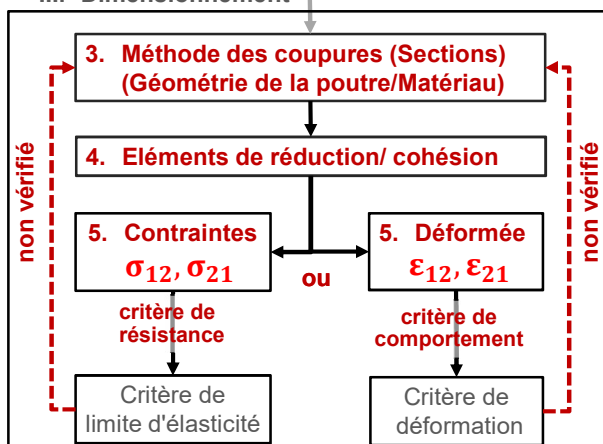 III. Dimensionnement
3. Méthode des coupures (Sections)
(Géométrie de la poutre/Matériau)
4. Eléments de réduction/ cohésion
non vérifié
non vérifié
5. Contraintes
σ12, σ21
ou
5. Déformée
ε12, ε21
critère de
résistance
critère de
comportement
Critère de
limite d'élasticité
Critère de
déformation